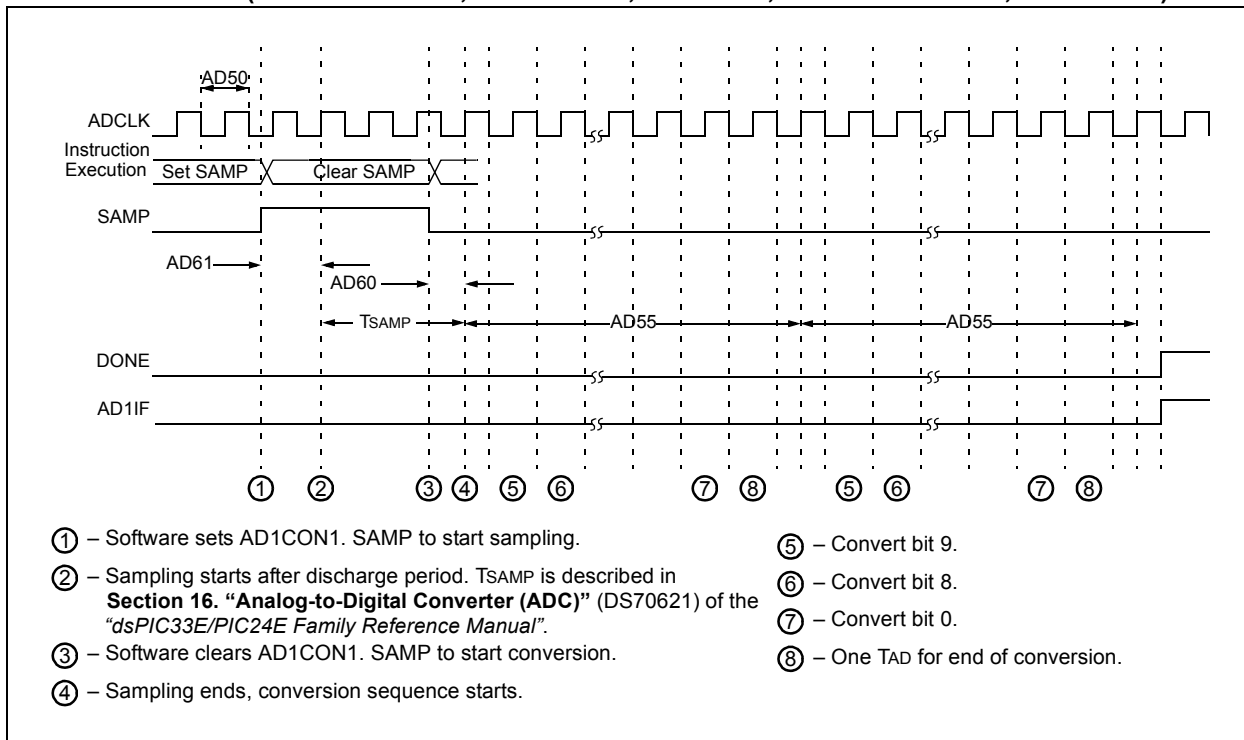 AD50
ADCLK
Instruction
Execution
Set SAMP
Clear SAMP
SAMP
AD61
AD60
TSAMP
AD55
AD55
DONE
AD1IF
1 2 3 4 5 6 7 8 5 6 7 8
1 – Software sets AD1CON1. SAMP to start sampling.
2 – Sampling starts after discharge period. TSAMP is described in
Section 16. “Analog-to-Digital Converter (ADC)” (DS70621) of the
“dsPIC33E/PIC24E Family Reference Manual”.
3 – Software clears AD1CON1. SAMP to start conversion.
4 – Sampling ends, conversion sequence starts.
5 – Convert bit 9.
6 – Convert bit 8.
7 – Convert bit 0.
8 – One TAD for end of conversion.